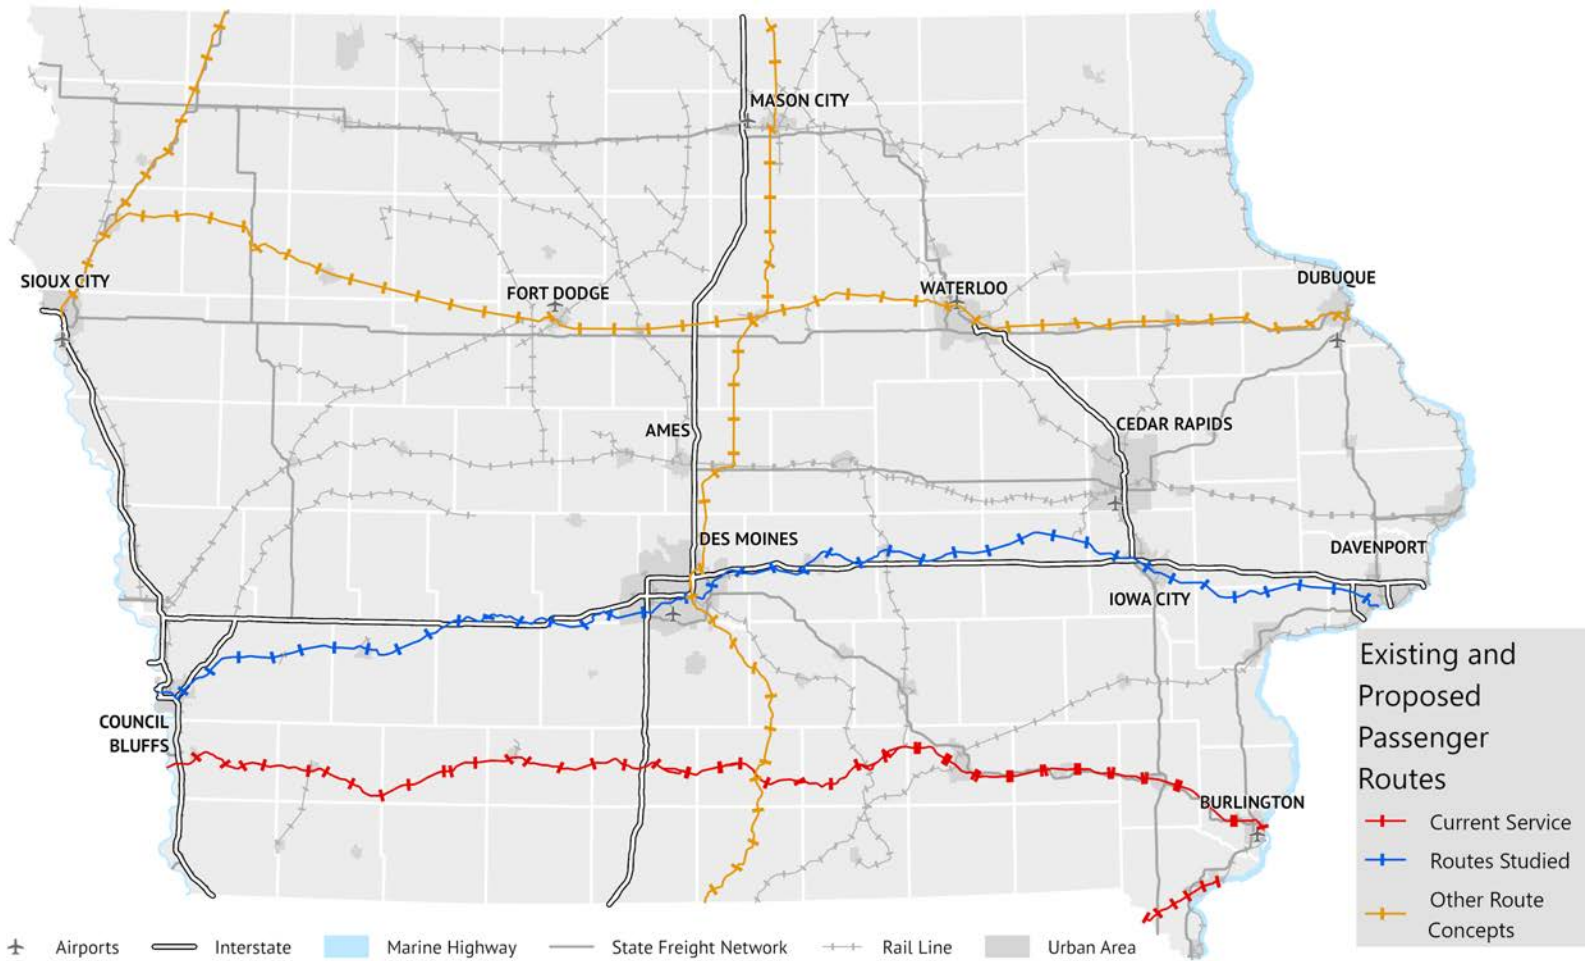 MASON CITY
SIOUX CITY
FORT DODGE
WATERLOO
DUBUQUE
AMES
CEDAR RAPIDS
DES MOINES
DAVENPORT
IOWA CITY
COUNCIL
BLUFFS
BURLINGTON
Existing and
Proposed
Passenger
Routes
Current Service
Routes Studied
Other Route
Concepts
Airports
Interstate
Marine Highway
State Freight Network
Rail Line
Urban Area